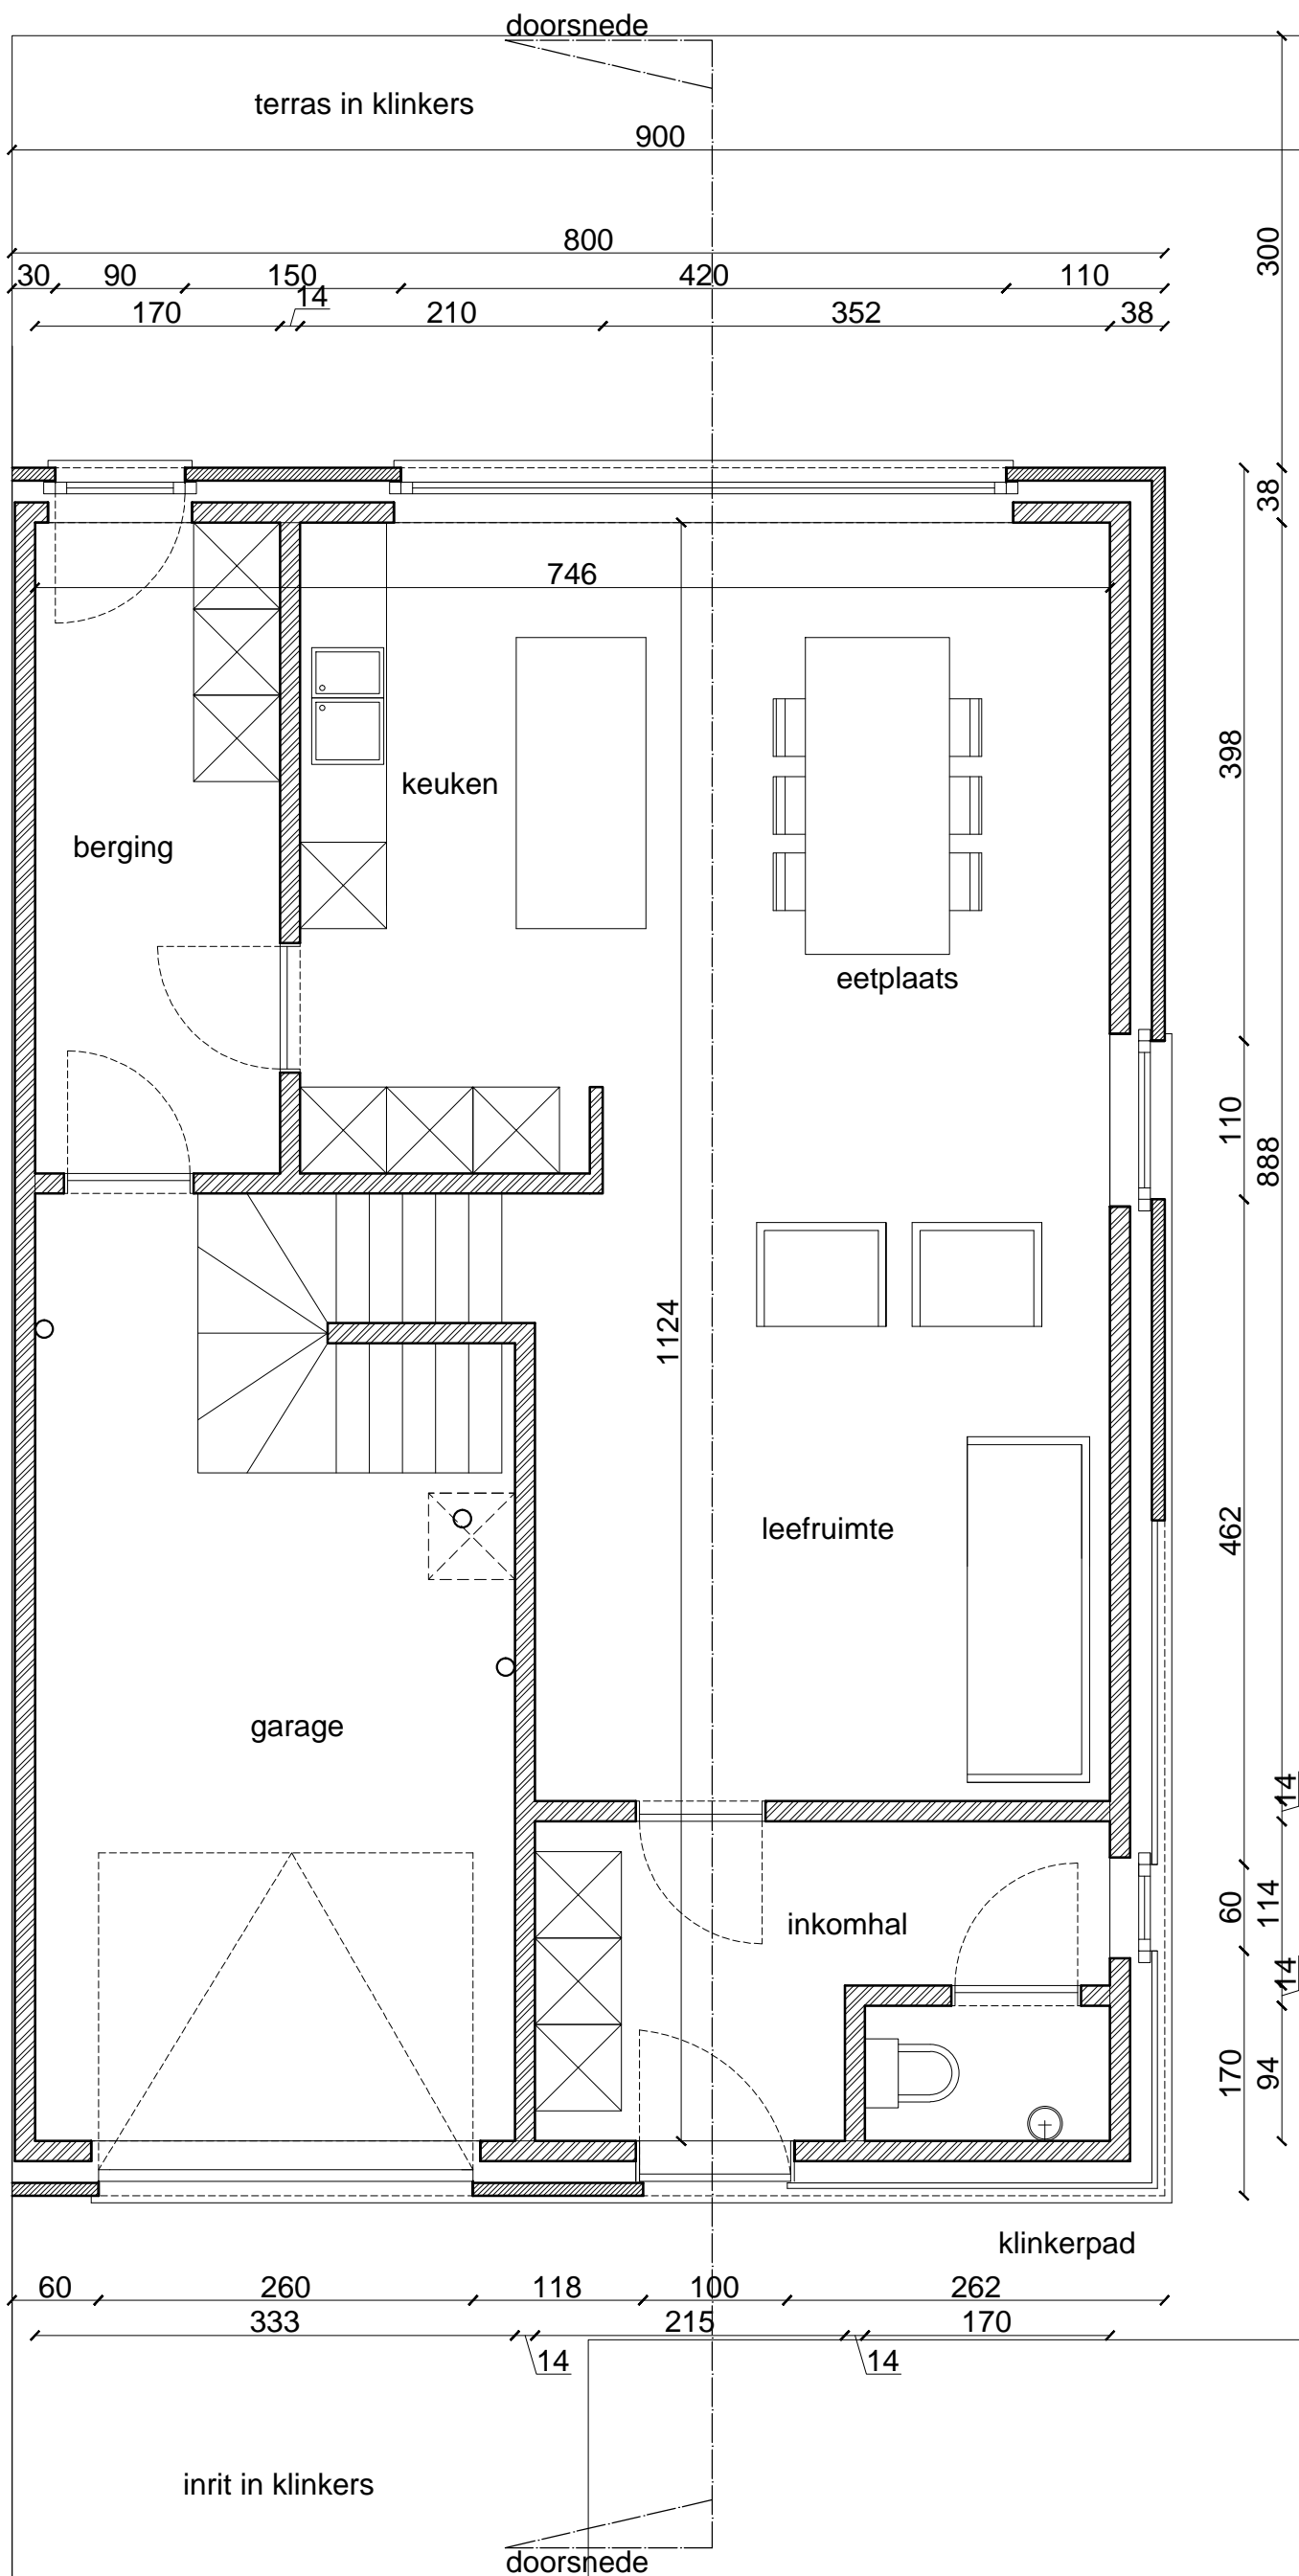 doorsnede
terras in klinkers
900
800
300
30 90 150 420 110
14
170 210 352 38
38
746
398
keuken
berging
eetplaats
110
888
1124
462
leefruimte
garage
14
60
114
inkomhal
14
170
94
klinkerpad
60 260 118 100 262
333 215 170
14 14
inrit in klinkers
doorsnede